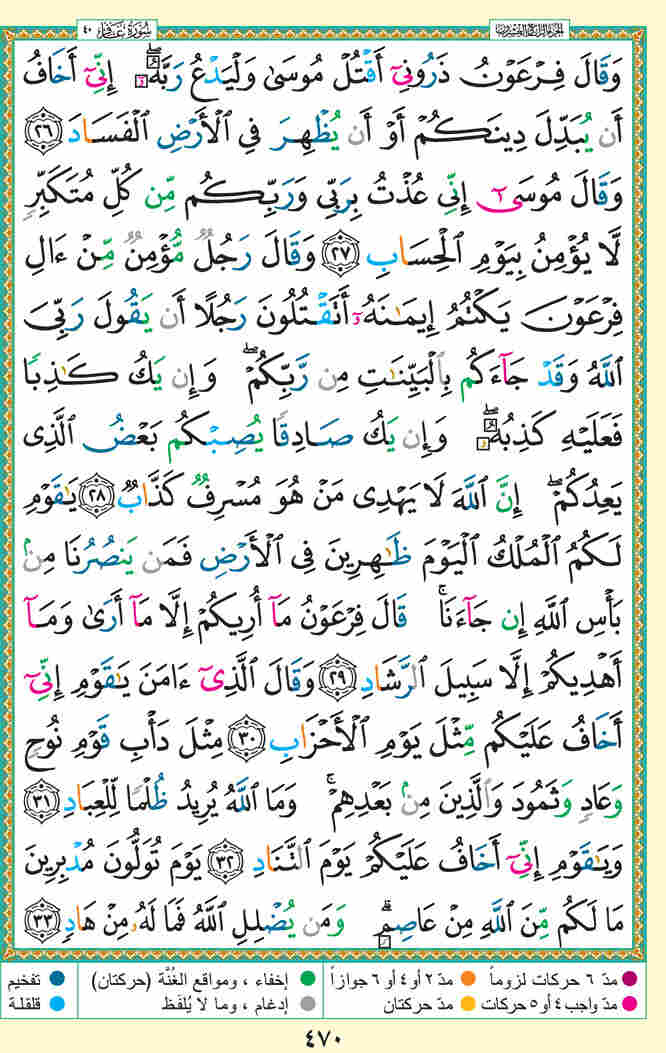 سُورَةُ غَافِر ٤٠
الجزء الرابع والعشرون
وَقَالَ فِرْعَوْنُ ذَرُونِىٓ أَقْتُلْ مُوسَىٰ وَلْيَدْعُ رَبَّهُۥٓ ۖ إِنِّىٓ أَخَافُ
أَن يُبَدِّلَ دِينَكُمْ أَوْ أَن يُظْهِرَ فِى ٱلْأَرْضِ ٱلْفَسَادَ ٢٦
وَقَالَ مُوسَىٰٓ إِنِّى عُذْتُ بِرَبِّى وَرَبِّكُم مِّن كُلِّ مُتَكَبِّرٍ
لَّا يُؤْمِنُ بِيَوْمِ ٱلْحِسَابِ ٢٧ وَقَالَ رَجُلٌ مُّؤْمِنٌ مِّنْ ءَالِ
فِرْعَوْنَ يَكْتُمُ إِيمَـٰنَهُۥٓ أَتَقْتُلُونَ رَجُلًا أَن يَقُولَ رَبِّىَ
ٱللَّهُ وَقَدْ جَآءَكُم بِٱلْبَيِّنَـٰتِ مِن رَّبِّكُمْ ۖ وَإِن يَكُ كَـٰذِبًا
فَعَلَيْهِ كَذِبُهُۥ ۖ وَإِن يَكُ صَادِقًا يُصِبْكُم بَعْضُ ٱلَّذِى
يَعِدُكُمْ ۖ إِنَّ ٱللَّهَ لَا يَهْدِى مَنْ هُوَ مُسْرِفٌ كَذَّابٌ ٢٨ يَـٰقَوْمِ
لَكُمُ ٱلْمُلْكُ ٱلْيَوْمَ ظَـٰهِرِينَ فِى ٱلْأَرْضِ فَمَن يَنصُرُنَا مِنۢ
بَأْسِ ٱللَّهِ إِن جَآءَنَا ۚ قَالَ فِرْعَوْنُ مَآ أُرِيكُمْ إِلَّا مَآ أَرَىٰ وَمَآ
أَهْدِيكُمْ إِلَّا سَبِيلَ ٱلرَّشَادِ ٢٩ وَقَالَ ٱلَّذِىٓ ءَامَنَ يَـٰقَوْمِ إِنِّىٓ
أَخَافُ عَلَيْكُم مِّثْلَ يَوْمِ ٱلْأَحْزَابِ ٣٠ مِثْلَ دَأْبِ قَوْمِ نُوحٍ
وَعَادٍ وَثَمُودَ وَٱلَّذِينَ مِنۢ بَعْدِهِمْ ۚ وَمَا ٱللَّهُ يُرِيدُ ظُلْمًا لِّلْعِبَادِ ٣١
وَيَـٰقَوْمِ إِنِّىٓ أَخَافُ عَلَيْكُمْ يَوْمَ ٱلتَّنَادِ ٣٢ يَوْمَ تُوَلُّونَ مُدْبِرِينَ
مَا لَكُم مِّنَ ٱللَّهِ مِنْ عَاصِمٍ ۗ وَمَن يُضْلِلِ ٱللَّهُ فَمَا لَهُۥ مِنْ هَادٍ ٣٣
مدّ ٦ حركات لزوماً مدّ ٢ أو ٤ أو ٦ جوازاً إخفاء ، ومواقع الغُنَّة (حركتان) تفخيم
مدّ واجب ٤ أو ٥ حركات مدّ حركتان إدغام ، وما لا يُلفَظ قلقلة
٤٧٠